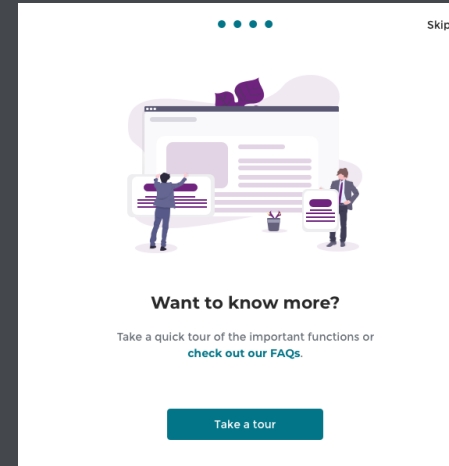 Skip
Want to know more?
Take a quick tour of the important functions or
check out our FAQs.
Take a tour